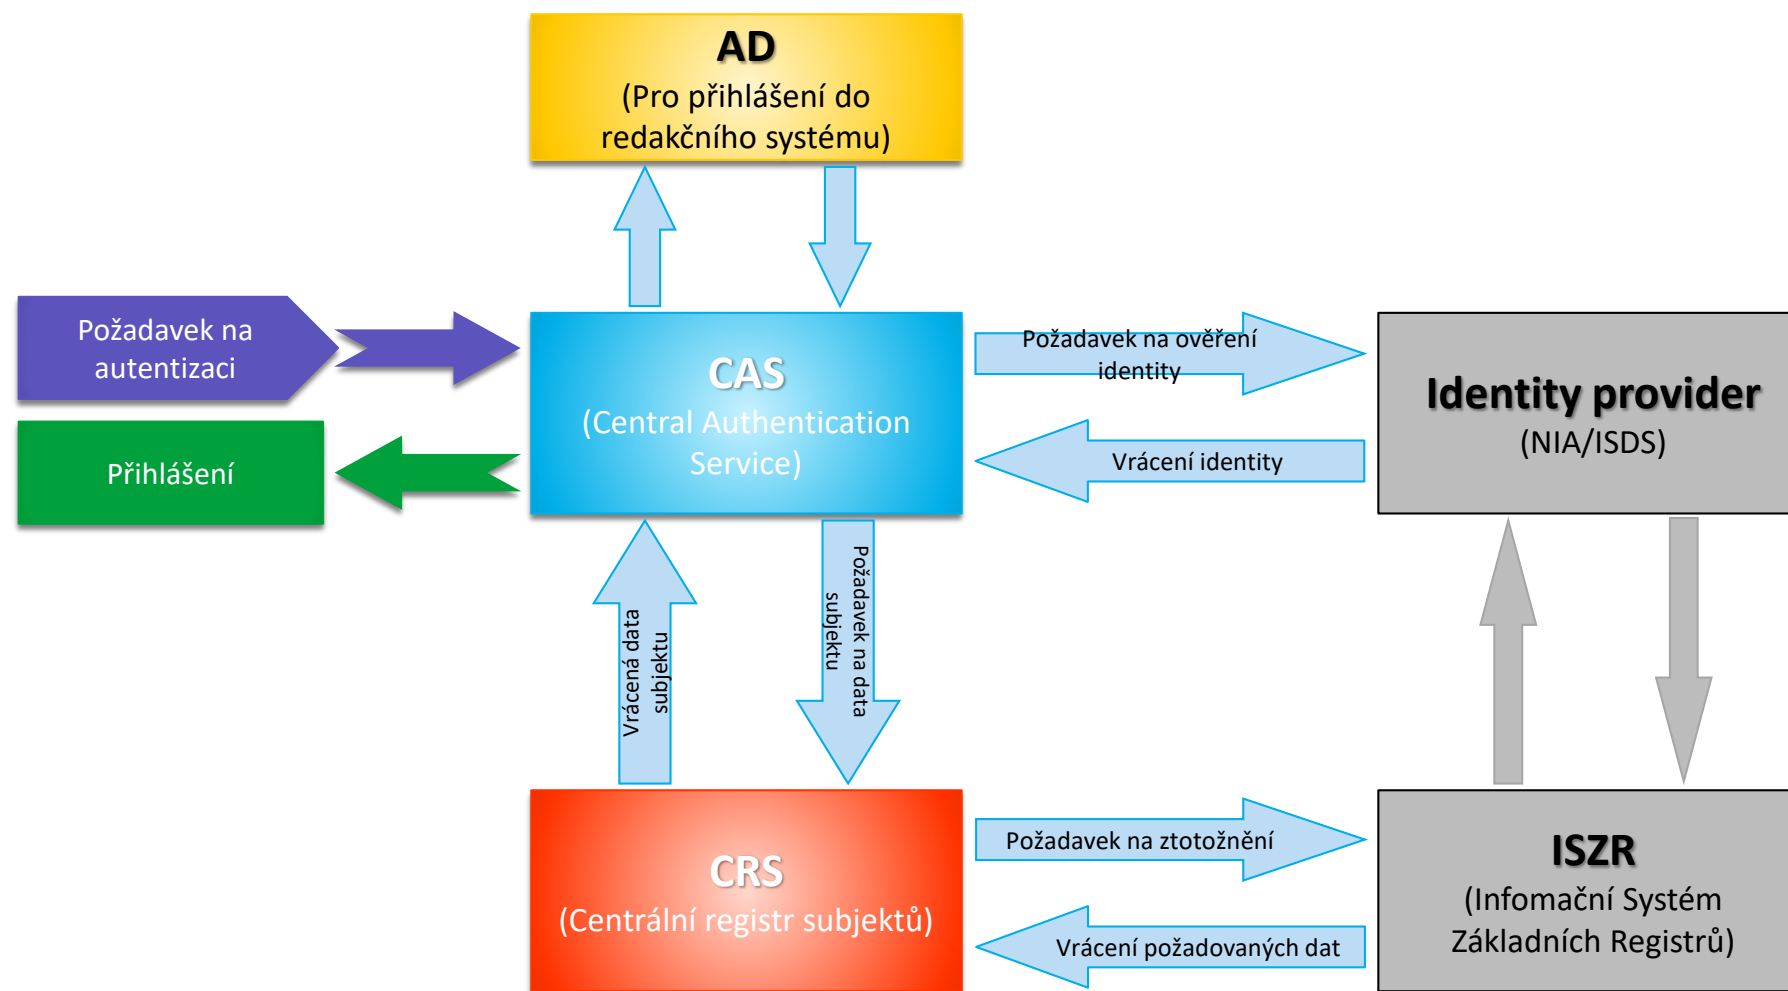 AD
(Pro přihlášení do
redakčního systému)
Požadavek na
autentizaci
Přihlášení
CAS
(Central Authentication
Service)
Požadavek na ověření
identity
Vrácení identity
Identity provider
(NIA/ISDS)
Vrácená data
subjektu
Požadavek na data
subjektu
CRS
(Centrální registr subjektů)
Požadavek na ztotožnění
Vrácení požadovaných dat
ISZR
(Infomační Systém
Základních Registrů)